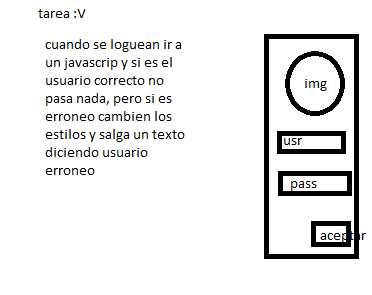 tarea :V
cuando se loguean ir a
un javascrip y si es el
usuario correcto no
pasa nada, pero si es
erroneo cambien los
estilos y salga un texto
diciendo usuario
erroneo
img
usr
pass
aceptar